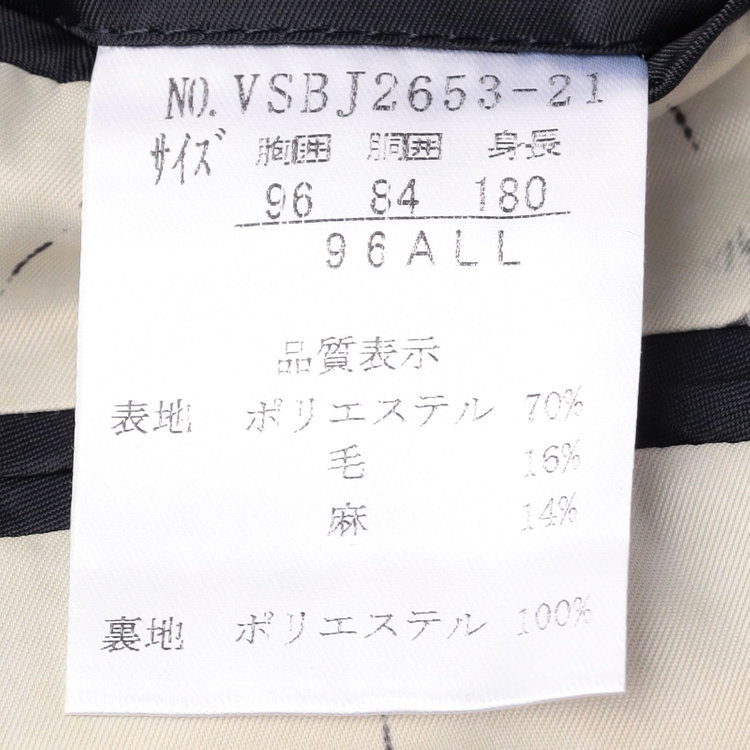 NO. VSBJ2653-21
サイズ 胸囲 胴囲 身長
96 84 180
96ALL
品質表示
表地 ポリエステル 70%
毛 16%
麻 14%
裏地 ポリエステル 100%